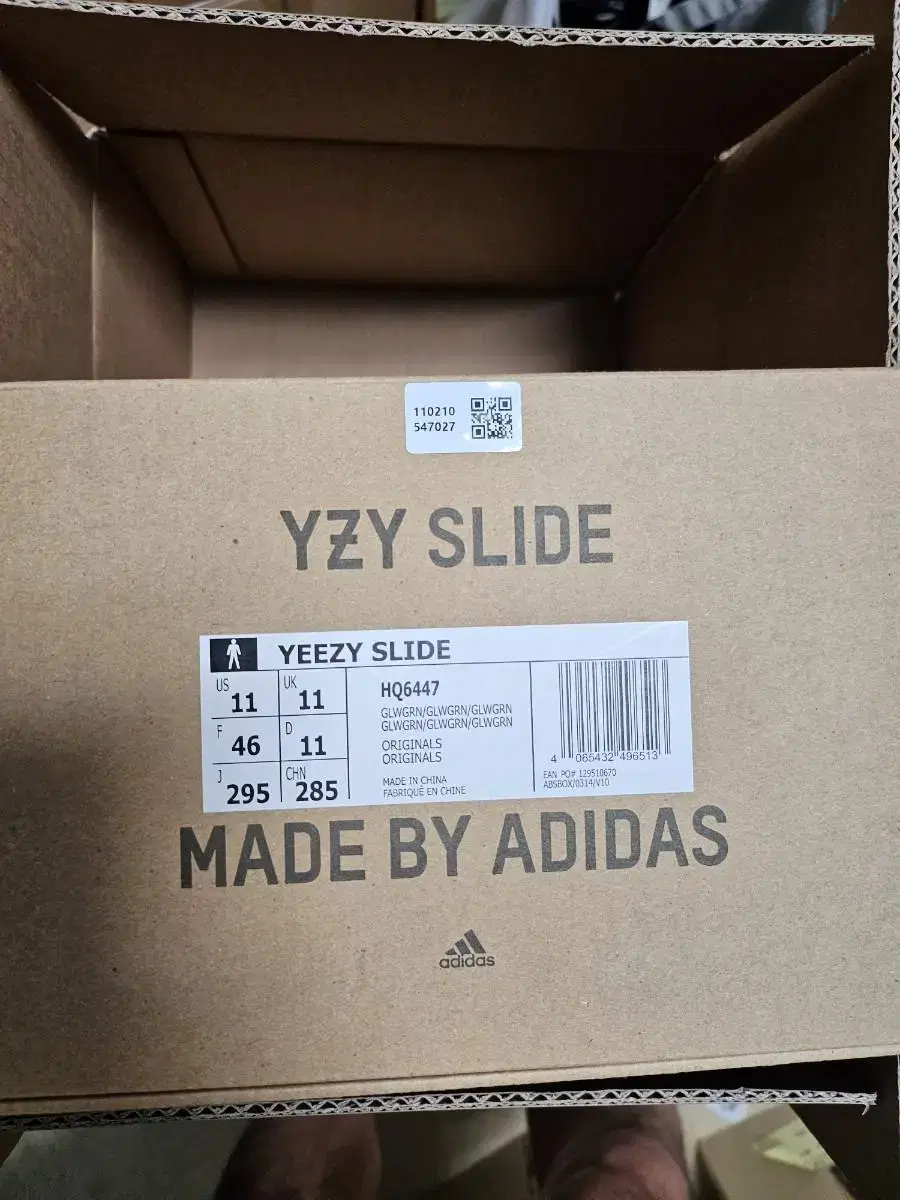 110210
547027
YZY SLIDE
YEEZY SLIDE
US 11
UK 11
F 46
D 11
J 295
CHN 285
HQ6447
GLWGRN/GLWGRN/GLWGRN
GLWGRN/GLWGRN/GLWGRN
ORIGINALS
ORIGINALS
MADE IN CHINA
FABRIQUÉ EN CHINE
4 065432 496513
EAN PO# 129510670
ABSBOX/0314/V10
MADE BY ADIDAS
adidas